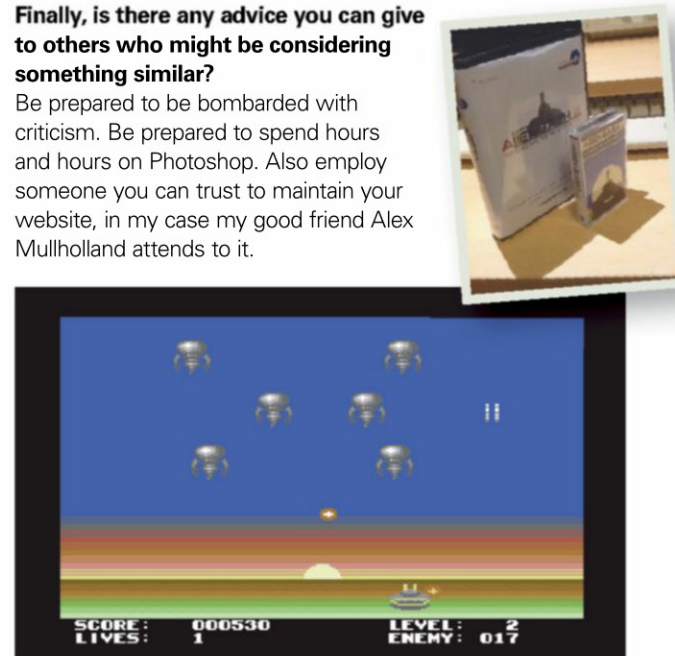 Finally, is there any advice you can give
to others who might be considering
something similar?
Be prepared to be bombarded with
criticism. Be prepared to spend hours
and hours on Photoshop. Also employ
someone you can trust to maintain your
website, in my case my good friend Alex
Mullholland attends to it.
SCORE: 000530 LEVEL: 2
LIVES: 1 ENEMY: 017